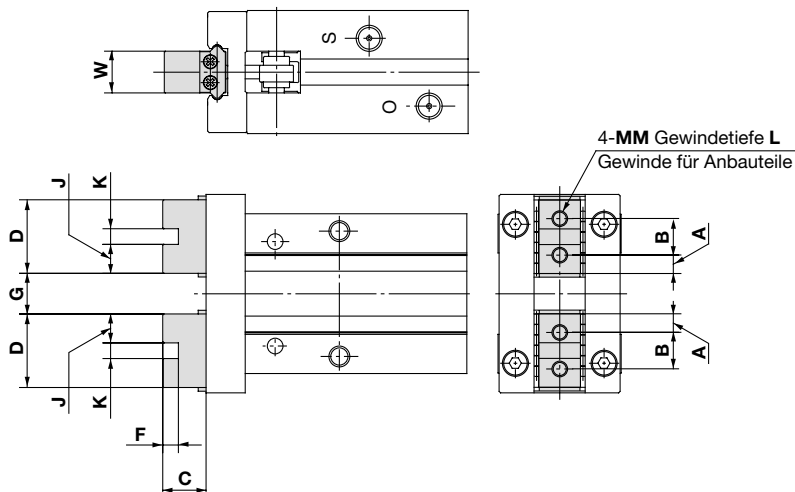 S
W
O
4-MM Gewindetiefe L
Gewinde für Anbauteile
J
K
D
G
D
J
K
F
C
B
A
B
A